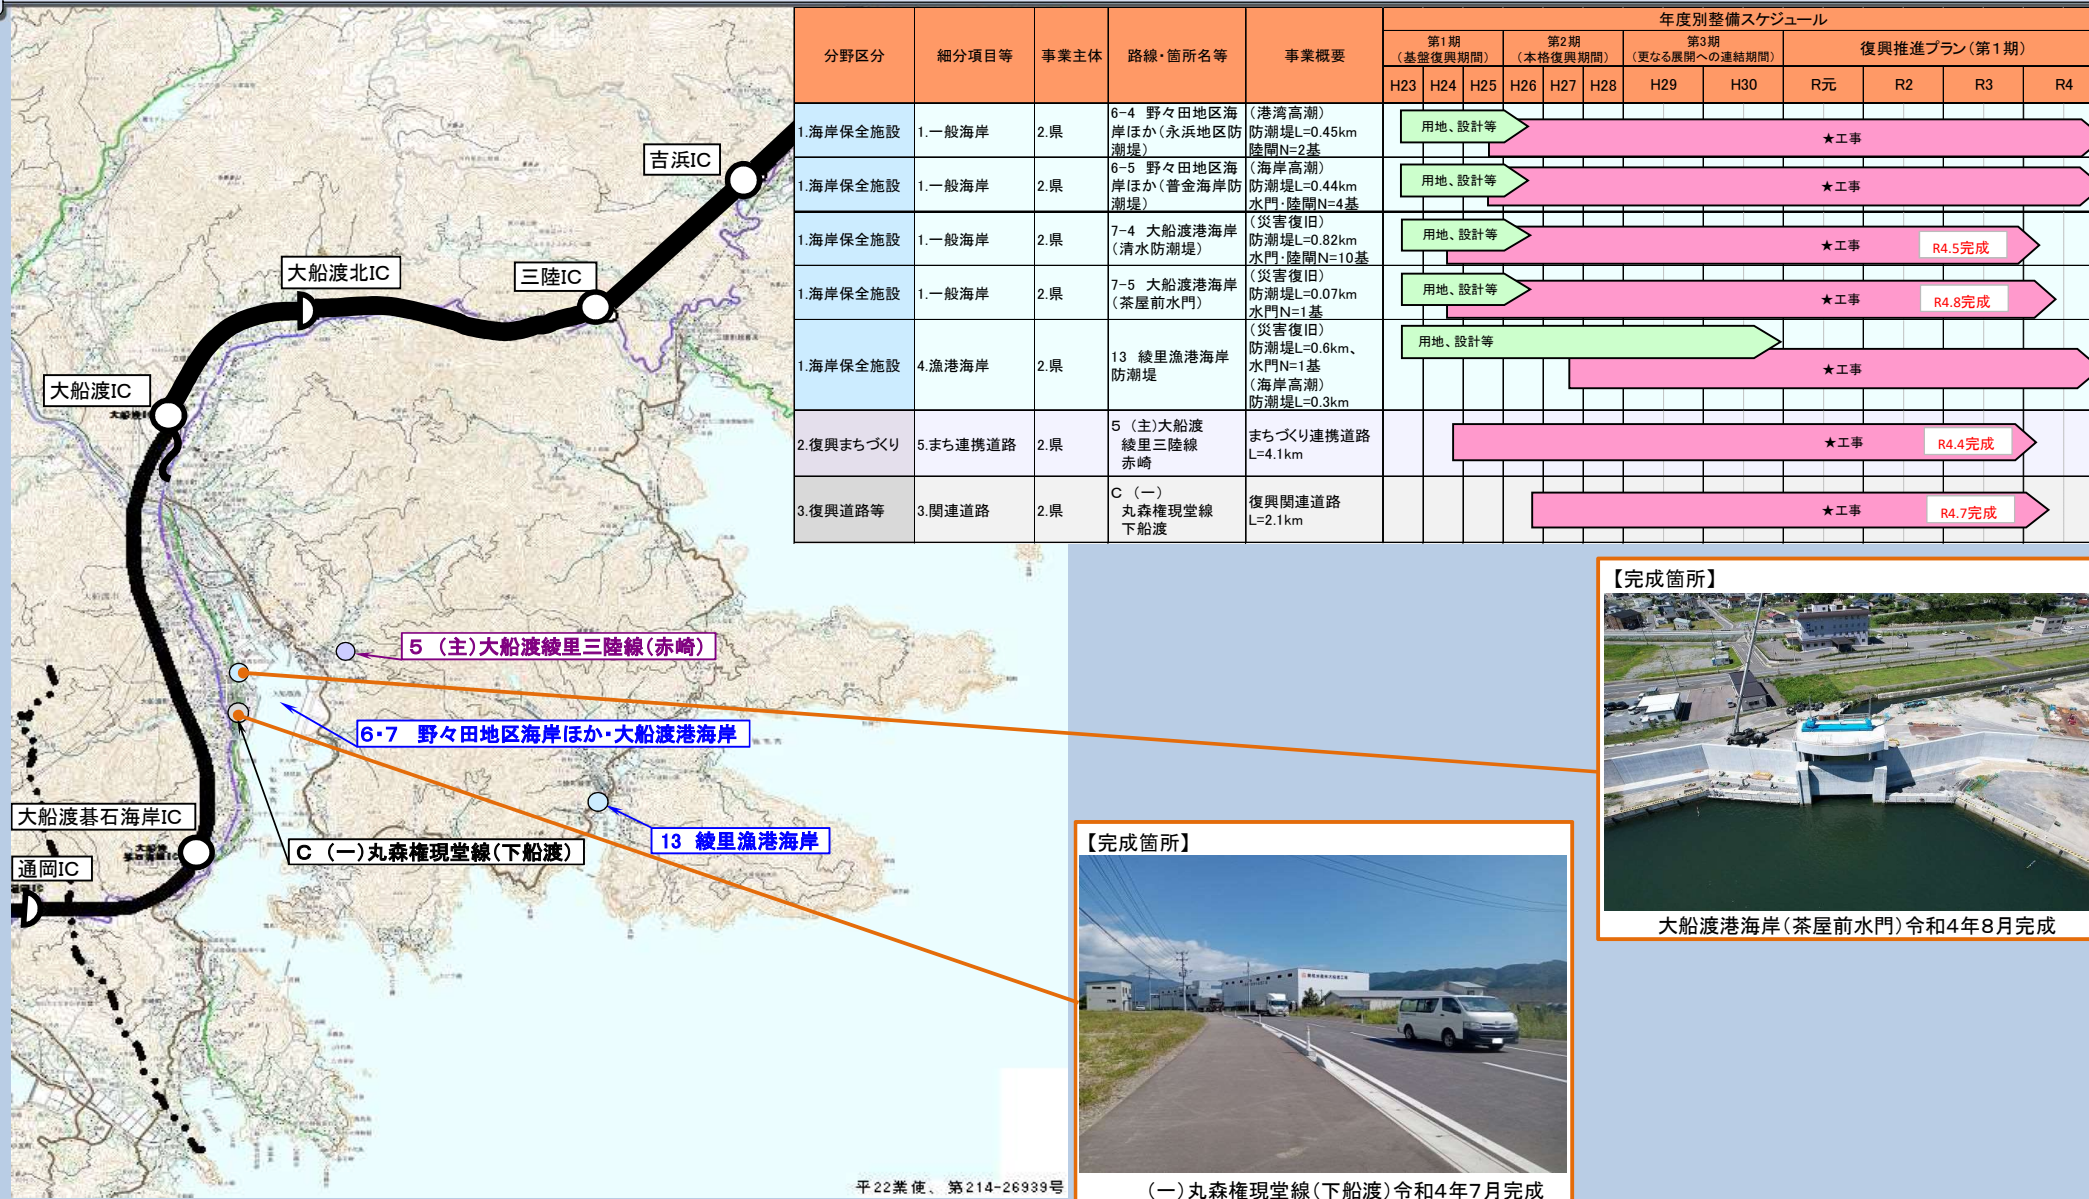 年度別整備スケジュール
分野区分
細分項目等
事業主体
路線・箇所名等
事業概要
第1期
(基盤復興期間)
第2期
(本格復興期間)
第3期
(更なる展開への連結期間)
復興推進プラン(第1期)
H23 H24 H25 H26 H27 H28 H29 H30 R元 R2 R3 R4
1.海岸保全施設
1.一般海岸
2.県
6-4 野々田地区海
岸ほか(永浜地区防
潮堤)
(港湾高潮)
防潮堤L=0.45km
陸閘N=2基
用地、設計等
★工事
1.海岸保全施設
1.一般海岸
2.県
6-5 野々田地区海
岸ほか(普金海岸防
潮堤)
(海岸高潮)
防潮堤L=0.44km
水門・陸閘N=4基
用地、設計等
★工事
1.海岸保全施設
1.一般海岸
2.県
7-4 大船渡港海岸
(清水防潮堤)
(災害復旧)
防潮堤L=0.82km
水門・陸閘N=10基
用地、設計等
★工事
R4.5完成
1.海岸保全施設
1.一般海岸
2.県
7-5 大船渡港海岸
(茶屋前水門)
(災害復旧)
防潮堤L=0.07km
水門N=1基
用地、設計等
★工事
R4.8完成
1.海岸保全施設
4.漁港海岸
2.県
13 綾里漁港海岸
防潮堤
(災害復旧)
防潮堤L=0.6km、
水門N=1基
(海岸高潮)
防潮堤L=0.3km
用地、設計等
★工事
2.復興まちづくり
5.まち連携道路
2.県
5 (主)大船渡
綾里三陸線
赤崎
まちづくり連携道路
L=4.1km
★工事
R4.4完成
3.復興道路等
3.関連道路
2.県
C (一)
丸森権現堂線
下船渡
復興関連道路
L=2.1km
★工事
R4.7完成
吉浜IC
大船渡北IC
三陸IC
大船渡IC
5 (主)大船渡綾里三陸線(赤崎)
6・7 野々田地区海岸ほか・大船渡港海岸
大船渡碁石海岸IC
13 綾里漁港海岸
C (一)丸森権現堂線(下船渡)
通岡IC
【完成箇所】
大船渡港海岸(茶屋前水門)令和4年8月完成
【完成箇所】
(一)丸森権現堂線(下船渡)令和4年7月完成
平22業使、第214-26939号